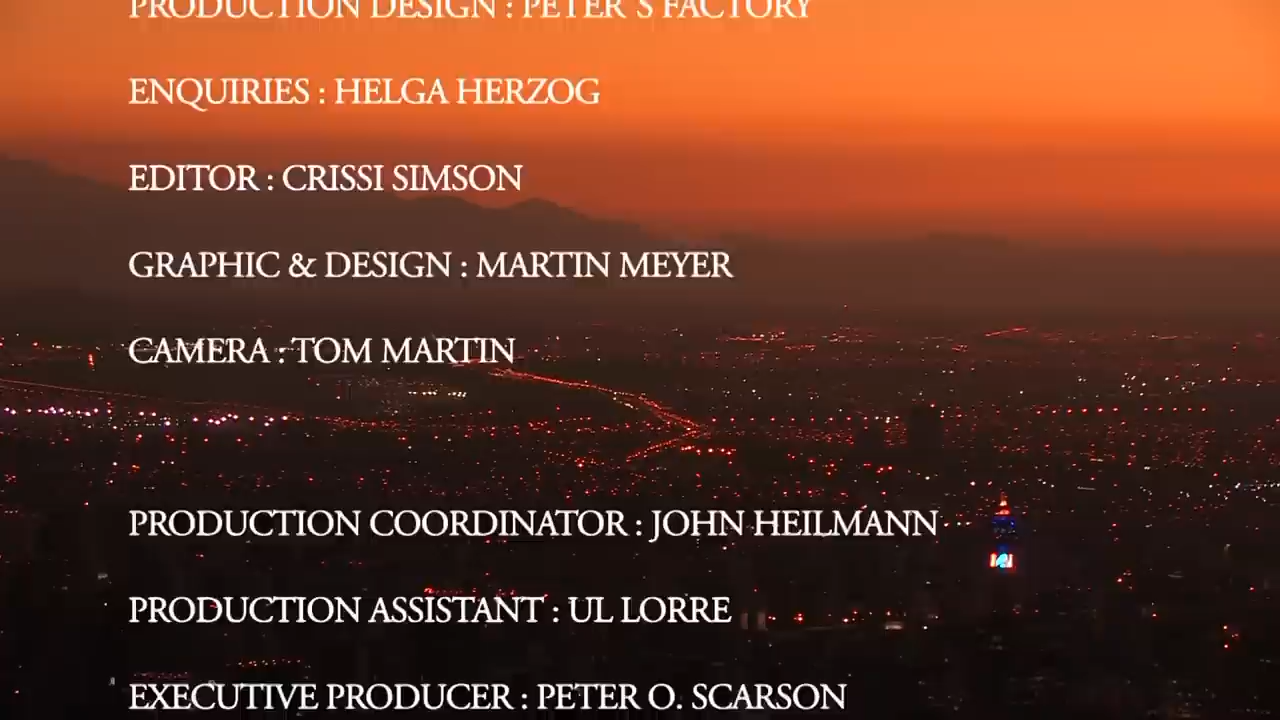 PRODUCTION DESIGN : PETER´S FACTORY
ENQUIRIES : HELGA HERZOG
EDITOR : CRISSI SIMSON
GRAPHIC & DESIGN : MARTIN MEYER
CAMERA : TOM MARTIN
PRODUCTION COORDINATOR : JOHN HEILMANN
PRODUCTION ASSISTANT : UL LORRE
EXECUTIVE PRODUCER : PETER O. SCARSON